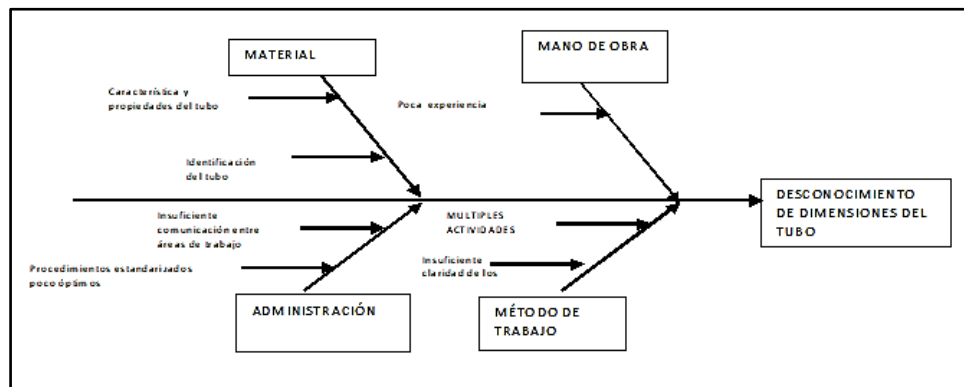 MATERIAL
MANO DE OBRA
Característica y
propiedades del tubo
Poca experiencia
Identificación
del tubo
DESCONOCIMIENTO
DE DIMENSIONES DEL
TUBO
Insuficiente
comunicación entre
áreas de trabajo
MULTIPLES
ACTIVIDADES
Procedimientos estandarizados
poco óptimos
Insuficiente
claridad de los
ADMINISTRACIÓN
MÉTODO DE
TRABAJO